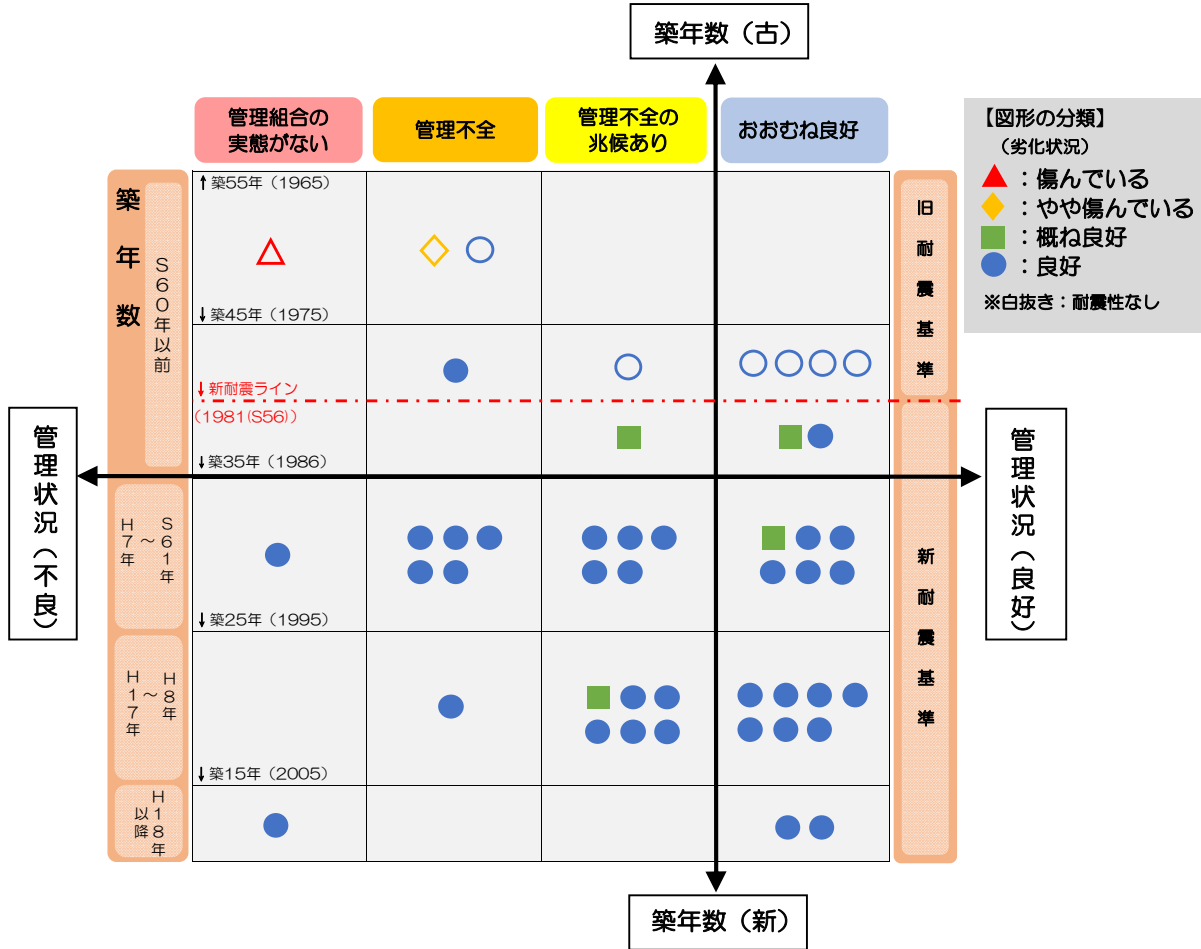 築年数（古）
管理組合の
実態がない
管理不全
管理不全の
兆候あり
おおむね良好
【図形の分類】
（劣化状況）
：傷んでいる
：やや傷んでいる
：概ね良好
：良好
※白抜き：耐震性なし
築年数
S60年以前
↑築55年（1965）
↓築45年（1975）
↓新耐震ライン
（1981(S56)）
↓築35年（1986）
旧耐震基準
管理状況（不良）
管理状況（良好）
S61年
～
H7年
↓築25年（1995）
新耐震基準
H8年
～
H17年
↓築15年（2005）
H18年
以降
築年数（新）